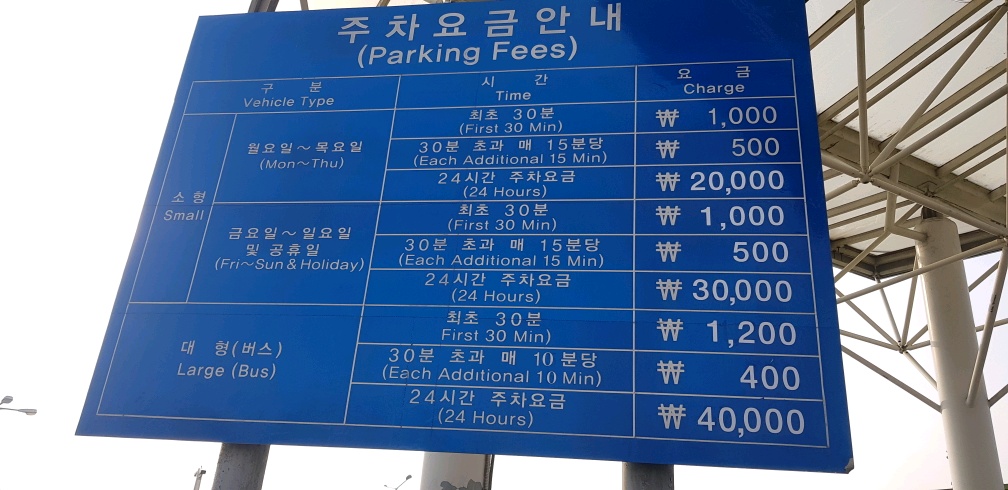 주차요금안내
(Parking Fees)
구 분
Vehicle Type
시 간
Time
요 금
Charge
소 형
Small
월요일~목요일
(Mon~Thu)
최초 30분
(First 30 Min)
₩ 1,000
30분 초과 매 15분당
(Each Additional 15 Min)
₩ 500
24시간 주차요금
(24 Hours)
₩ 20,000
금요일~일요일
및 공휴일
(Fri~Sun & Holiday)
최초 30분
(First 30 Min)
₩ 1,000
30분 초과 매 15분당
(Each Additional 15 Min)
₩ 500
24시간 주차요금
(24 Hours)
₩ 30,000
대 형(버스)
Large (Bus)
최초 30분
First 30 Min)
₩ 1,200
30분 초과 매 10분당
(Each Additional 10 Min)
₩ 400
24시간 주차요금
(24 Hours)
₩ 40,000